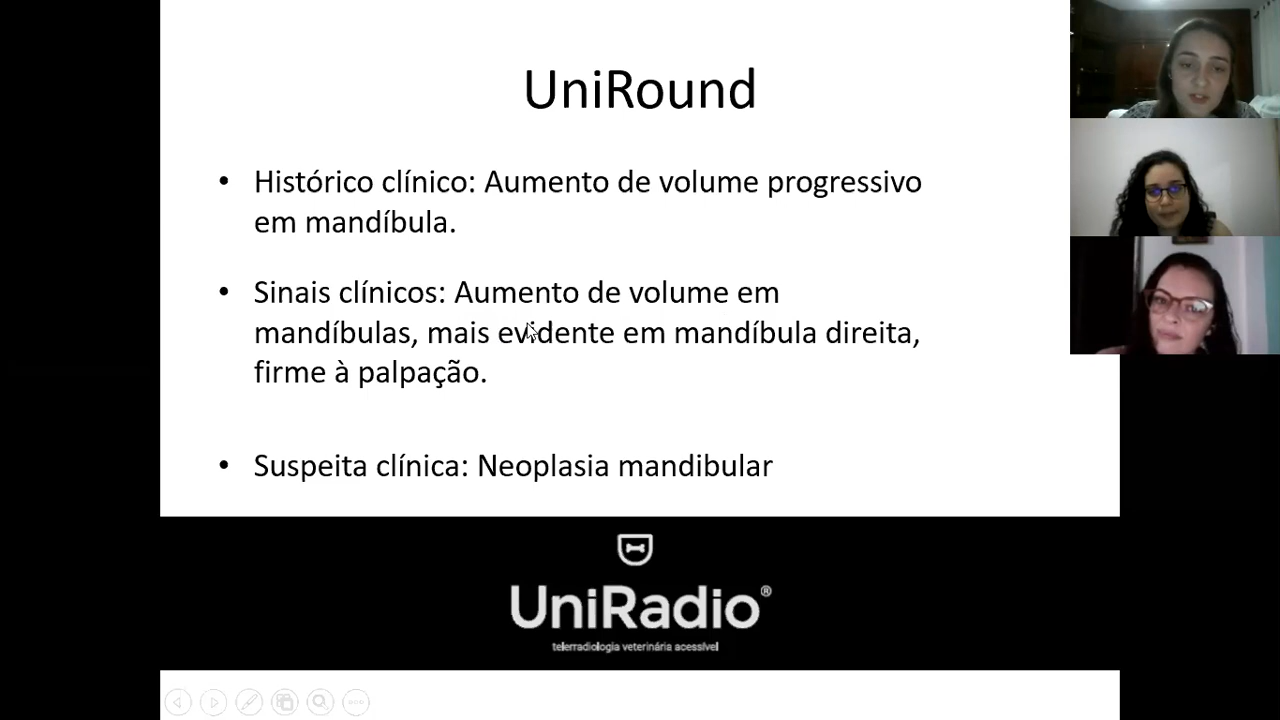 UniRound
• Histórico clínico: Aumento de volume progressivo
em mandíbula.
• Sinais clínicos: Aumento de volume em
mandíbulas, mais evidente em mandíbula direita,
firme à palpação.
• Suspeita clínica: Neoplasia mandibular
UniRadio®
telerradiologia veterinária acessível